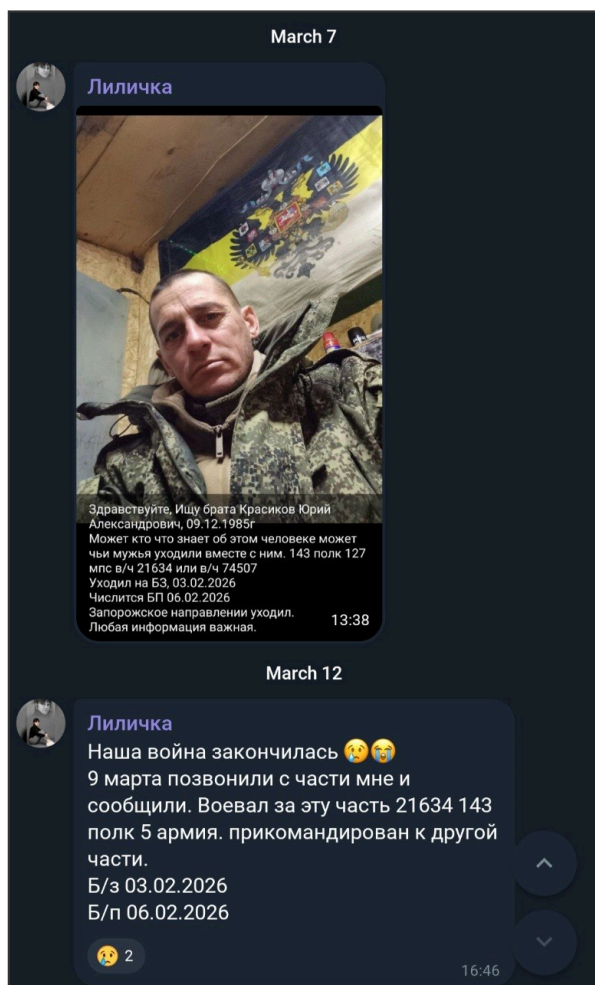 March 7
Лиличка
Здравствуйте, Ищу брата Красиков Юрий
Александрович, 09.12.1985г
Может кто что знает об этом человеке может
чьи мужья уходили вместе с ним. 143 полк 127
мпс в/ч 21634 или в/ч 74507
Уходил на БЗ, 03.02.2026
Числится БП 06.02.2026
Запорожское направлении уходил.
Любая информация важная.
13:38
March 12
Лиличка
Наша война закончилась 😢😭
9 марта позвонили с части мне и
сообщили. Воевал за эту часть 21634 143
полк 5 армия. прикомандирован к другой
части.
Б/з 03.02.2026
Б/п 06.02.2026
😢 2
16:46